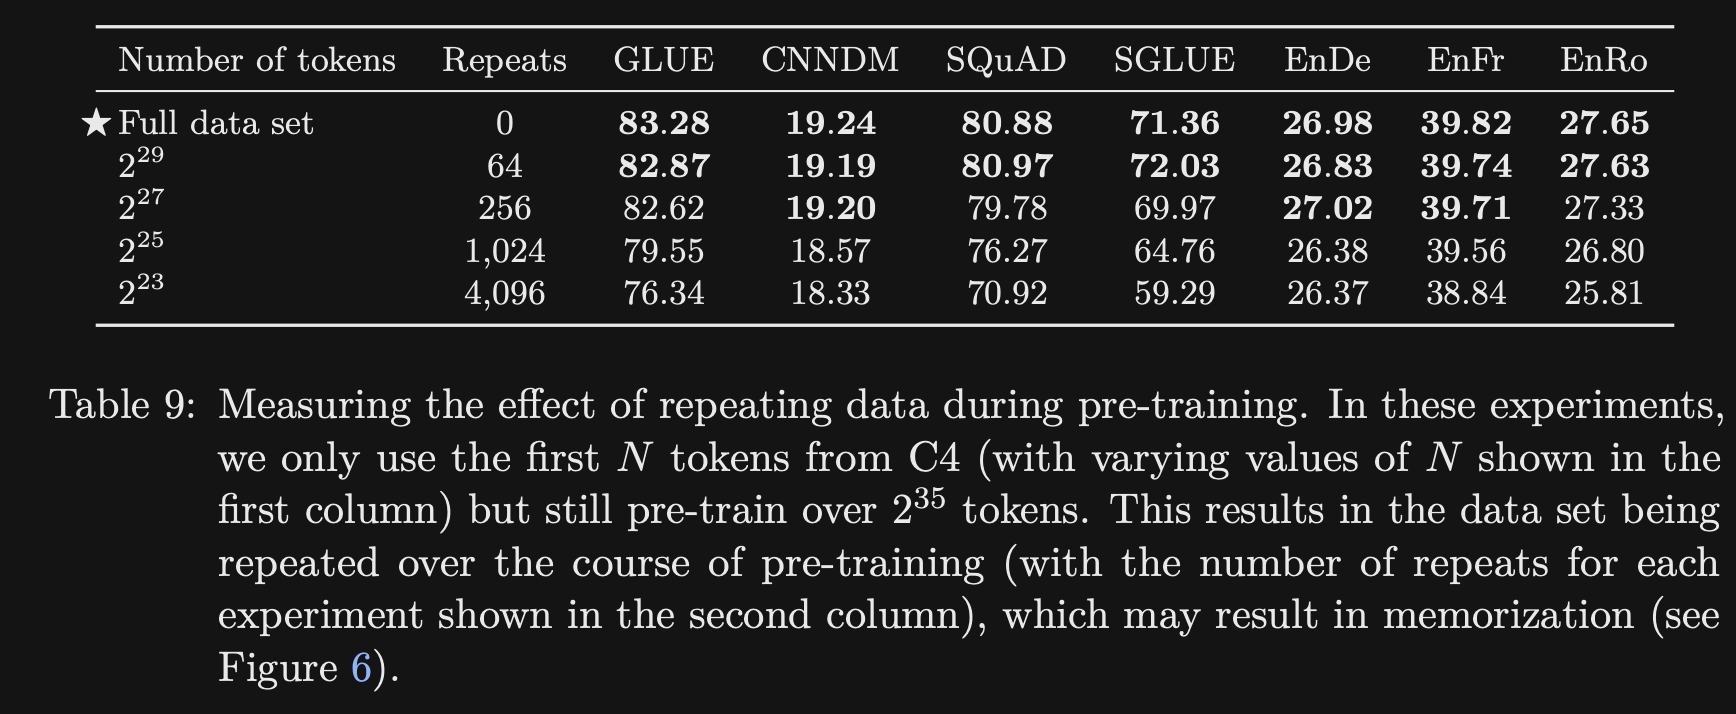 Number of tokens Repeats GLUE CNNDM SQuAD SGLUE EnDe EnFr EnRo
★ Full data set 0 83.28 19.24 80.88 71.36 26.98 39.82 27.65
2^29 64 82.87 19.19 80.97 72.03 26.83 39.74 27.63
2^27 256 82.62 19.20 79.78 69.97 27.02 39.71 27.33
2^25 1,024 79.55 18.57 76.27 64.76 26.38 39.56 26.80
2^23 4,096 76.34 18.33 70.92 59.29 26.37 38.84 25.81
Table 9: Measuring the effect of repeating data during pre-training. In these experiments,
we only use the first N tokens from C4 (with varying values of N shown in the
first column) but still pre-train over 2^35 tokens. This results in the data set being
repeated over the course of pre-training (with the number of repeats for each
experiment shown in the second column), which may result in memorization (see
Figure 6).